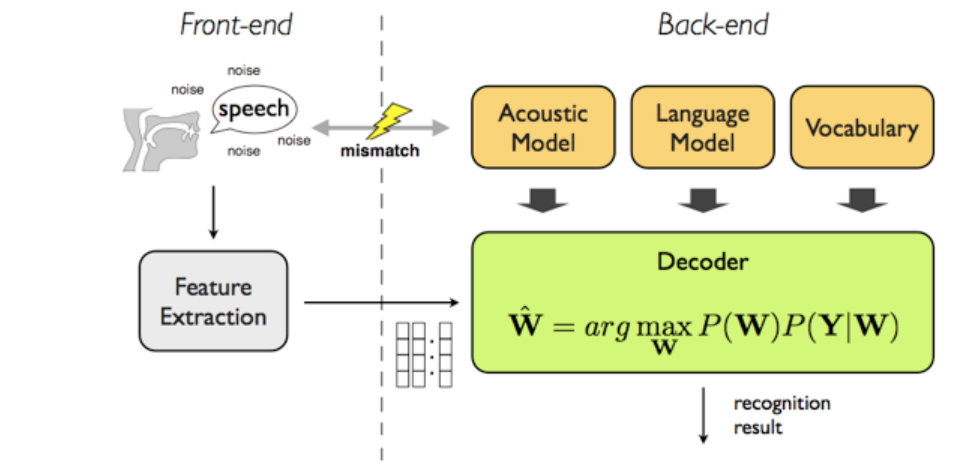 Front-end
Back-end
noise
noise
speech
noise
noise
mismatch
Acoustic
Model
Language
Model
Vocabulary
Feature
Extraction
Decoder
Ŵ = arg max P(W)P(Y|W)
W
recognition
result